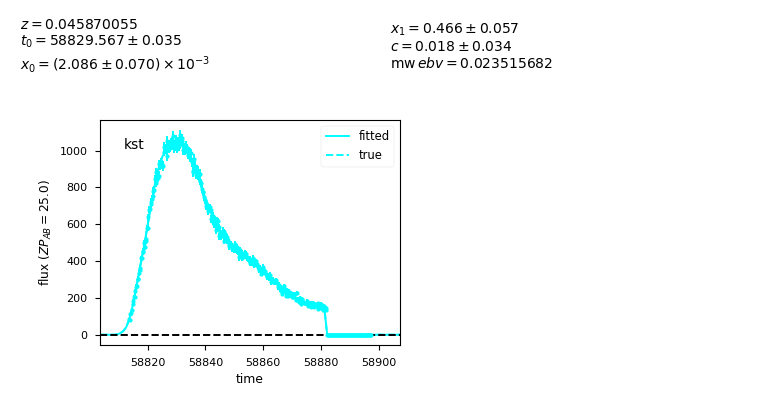 z = 0.045870055
t₀ = 58829.567 ± 0.035
x₀ = (2.086 ± 0.070) × 10⁻³
x₁ = 0.466 ± 0.057
c = 0.018 ± 0.034
mw ebv = 0.023515682
kst
fitted
true
flux (ZP_AB = 25.0)
1000
800
600
400
200
0
58820 58840 58860 58880 58900
time